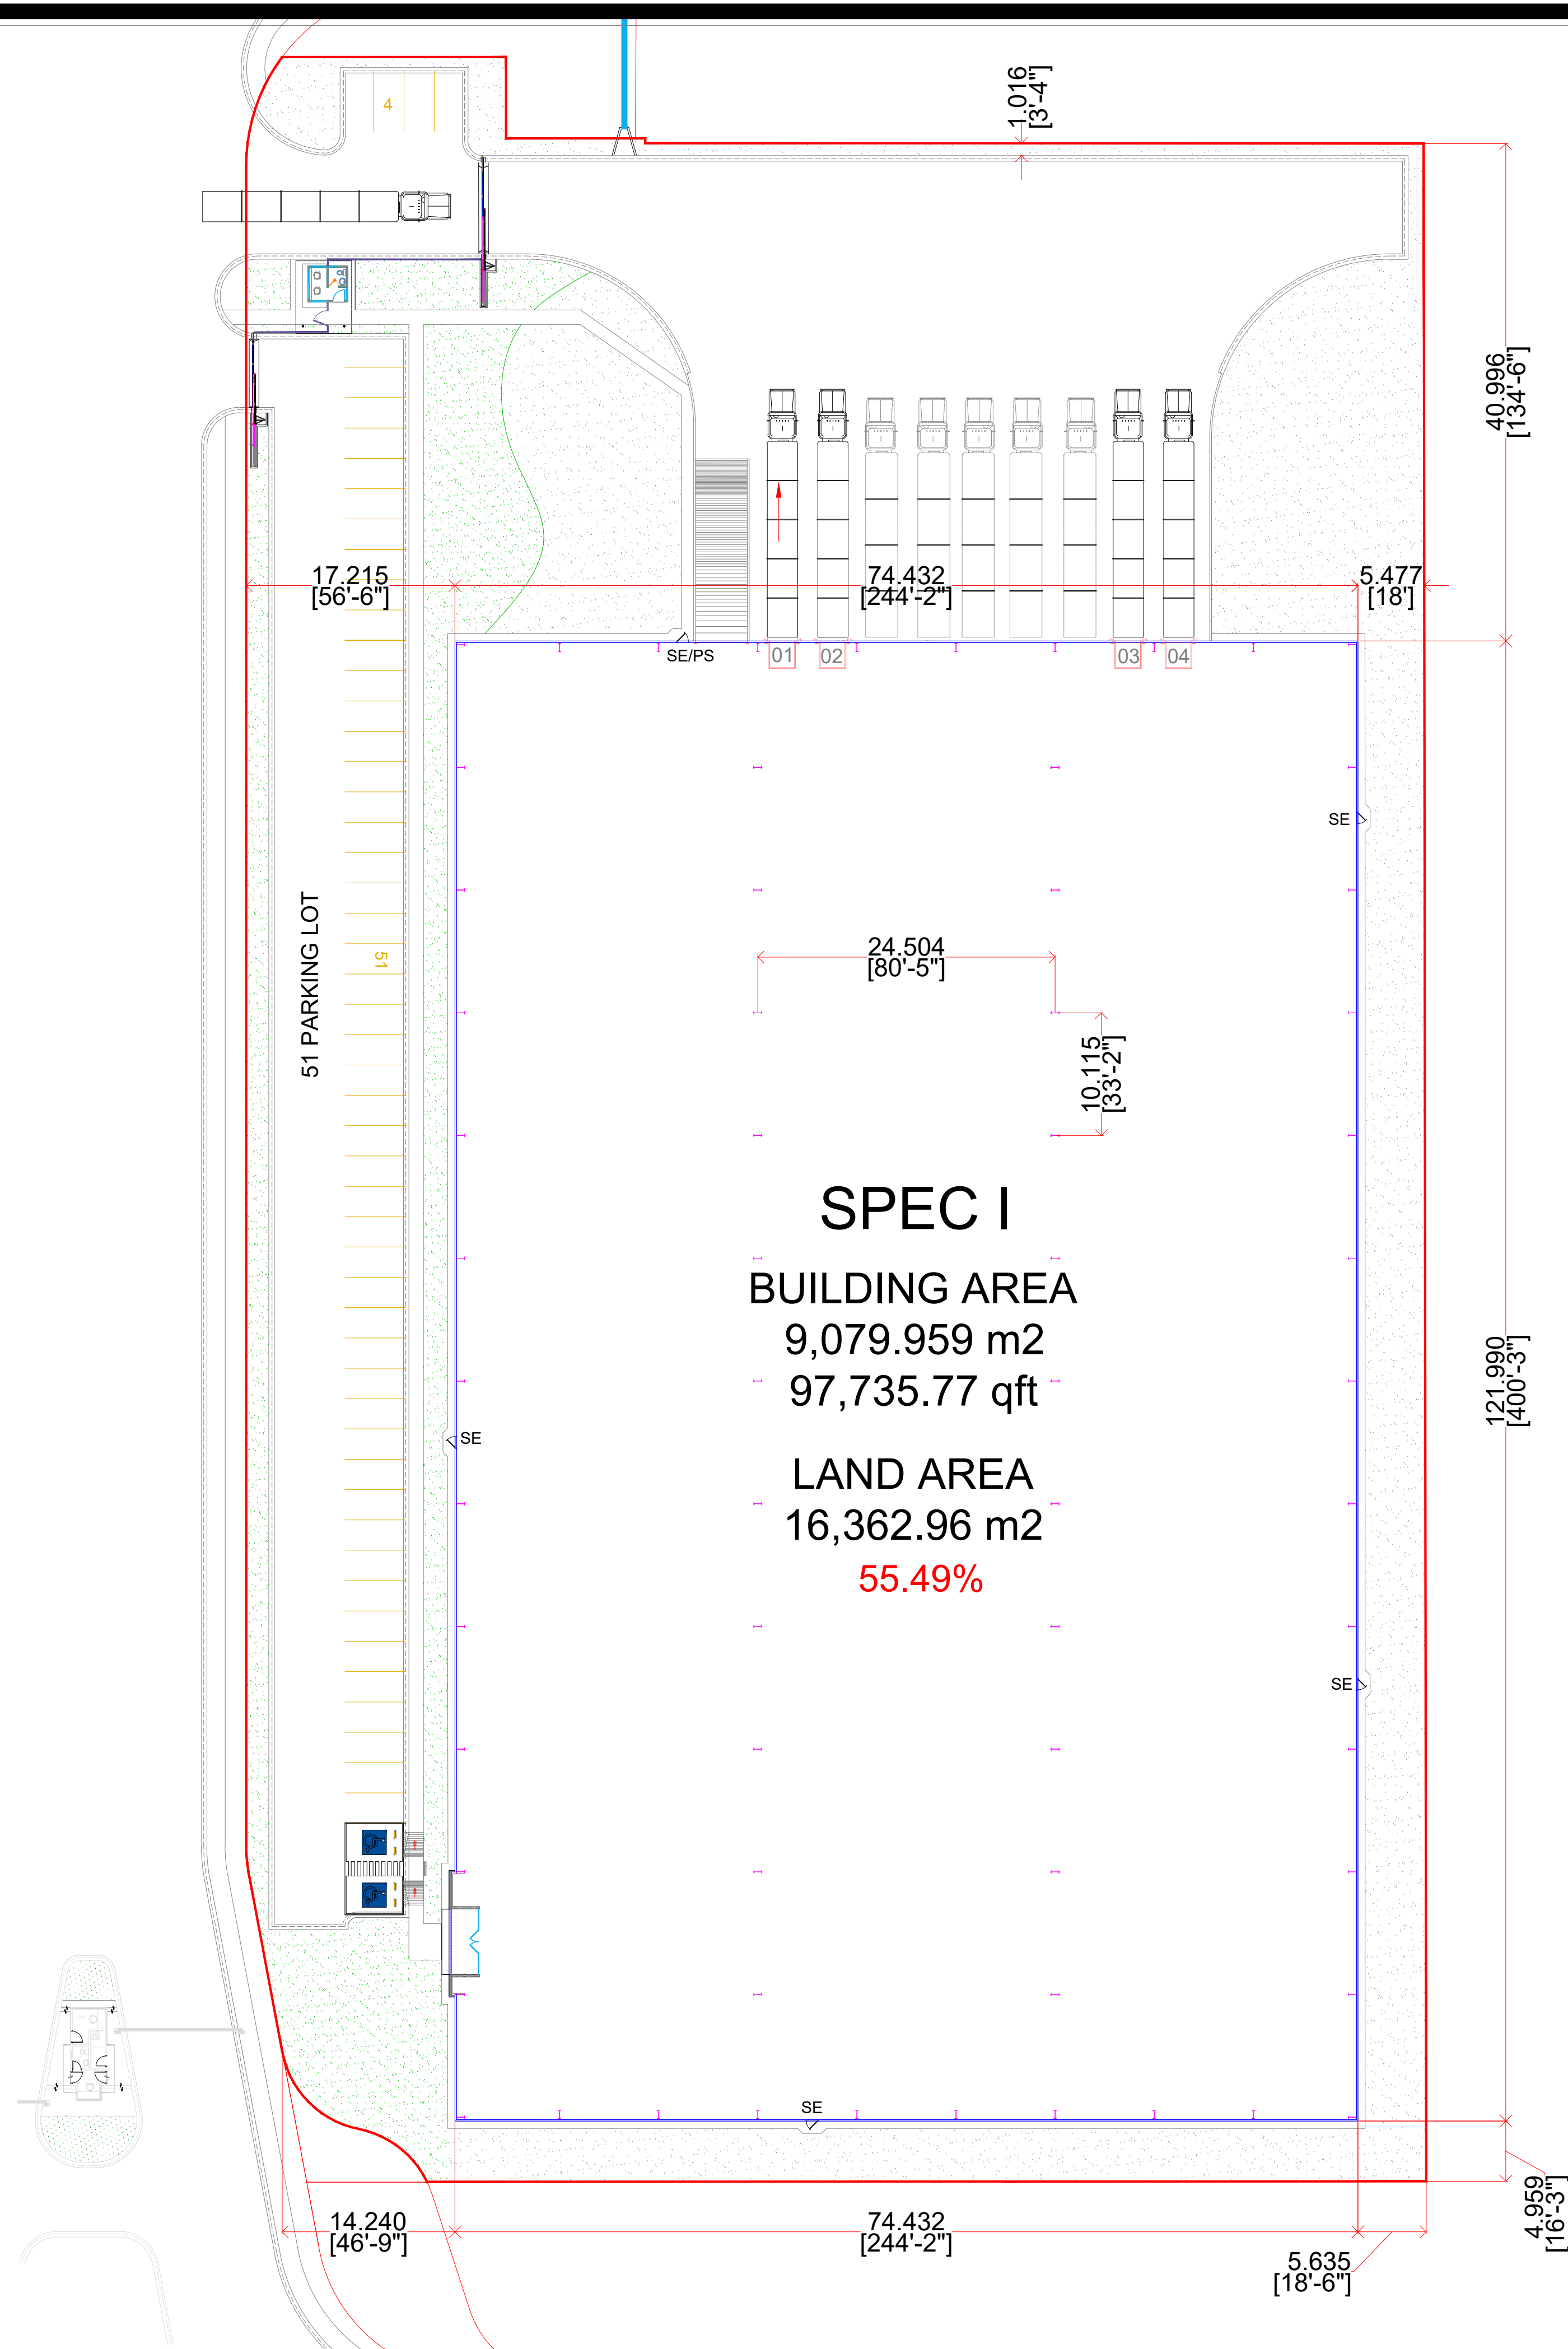 4
1.016
[3'-4"]
40.996
[134'-6"]
17.215
[56'-6"]
74.432
[244'-2"]
5.477
[18']
SE/PS
01
02
03
04
SE
51 PARKING LOT
51
24.504
[80'-5"]
10.115
[33'-2"]
SPEC I
BUILDING AREA
9,079.959 m2
97,735.77 qft
121.990
[400'-3"]
SE
LAND AREA
16,362.96 m2
55.49%
SE
SE
14.240
[46'-9"]
74.432
[244'-2"]
5.635
[18'-6"]
4.959
[16'-3"]